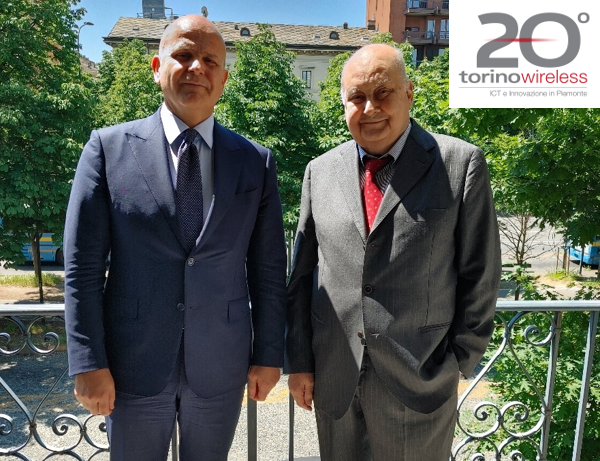 20°
torinowireless
ICT e Innovazione in Piemonte